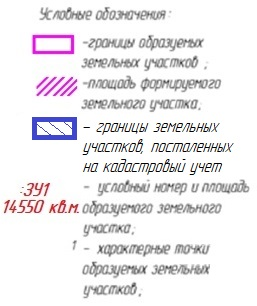 Условные обозначения :
-границы образуемых
земельных участков ;
-площадь формируемого
земельного участка;
– границы земельных
участков, посталенных
на кадастровый учет
:ЗУ1 – условный номер и площадь
14550 кв.м. образуемого земельного
участка;
1 – характерные точки
образуемых земельных
участков ;